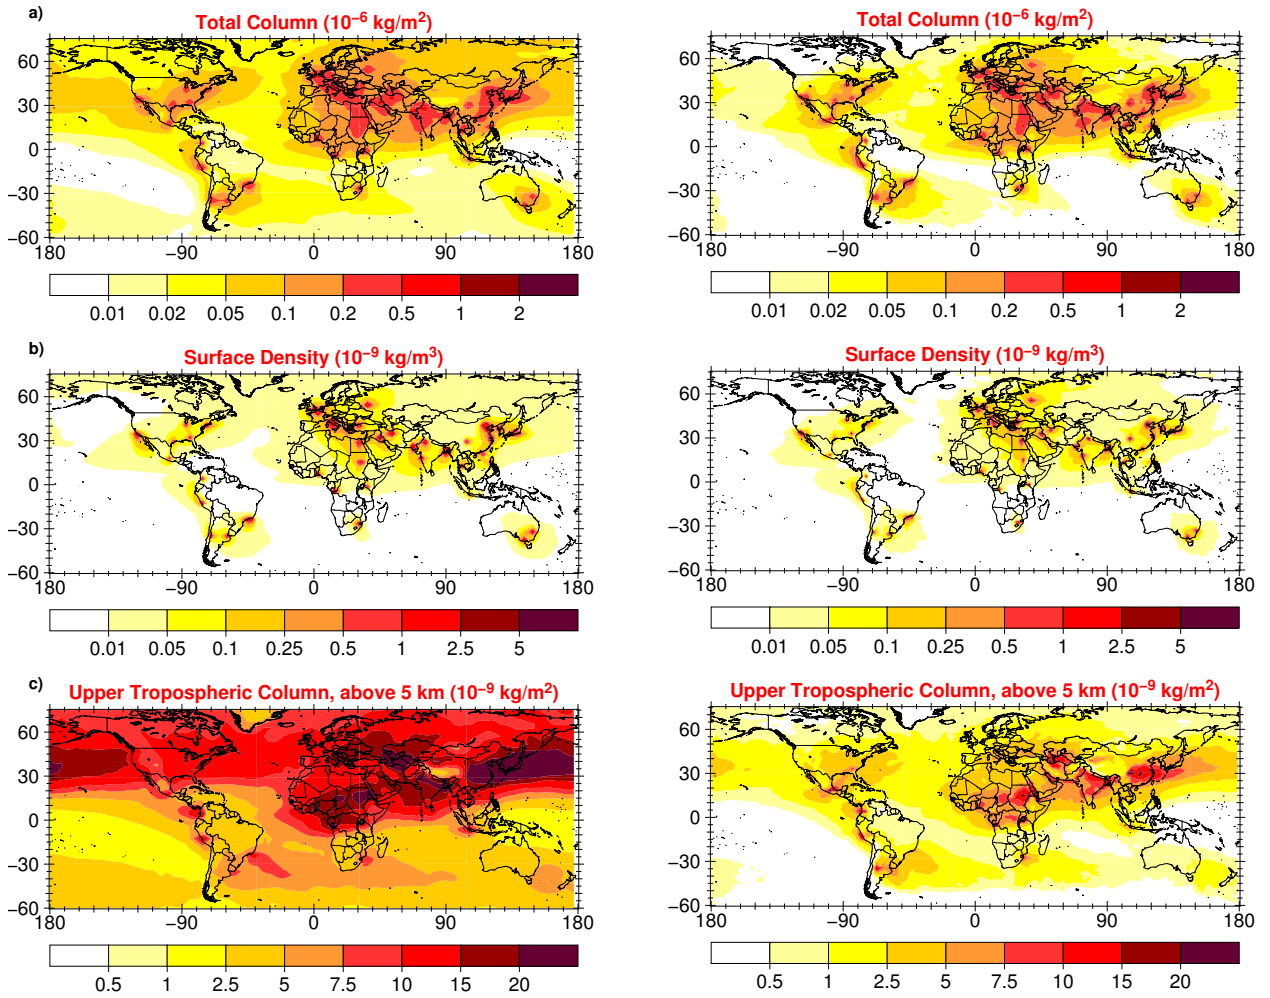 a)
Total Column (10⁻⁶ kg/m²)
Total Column (10⁻⁶ kg/m²)
60
30
0
−30
−60
180 −90 0 90 180
60
30
0
−30
−60
180 −90 0 90 180
0.01 0.02 0.05 0.1 0.2 0.5 1 2
0.01 0.02 0.05 0.1 0.2 0.5 1 2
b)
Surface Density (10⁻⁹ kg/m³)
Surface Density (10⁻⁹ kg/m³)
60
30
0
−30
−60
180 −90 0 90 180
60
30
0
−30
−60
180 −90 0 90 180
0.01 0.05 0.1 0.25 0.5 1 2.5 5
0.01 0.05 0.1 0.25 0.5 1 2.5 5
c)
Upper Tropospheric Column, above 5 km (10⁻⁹ kg/m²)
Upper Tropospheric Column, above 5 km (10⁻⁹ kg/m²)
60
30
0
−30
−60
180 −90 0 90 180
60
30
0
−30
−60
180 −90 0 90 180
0.5 1 2.5 5 7.5 10 15 20
0.5 1 2.5 5 7.5 10 15 20